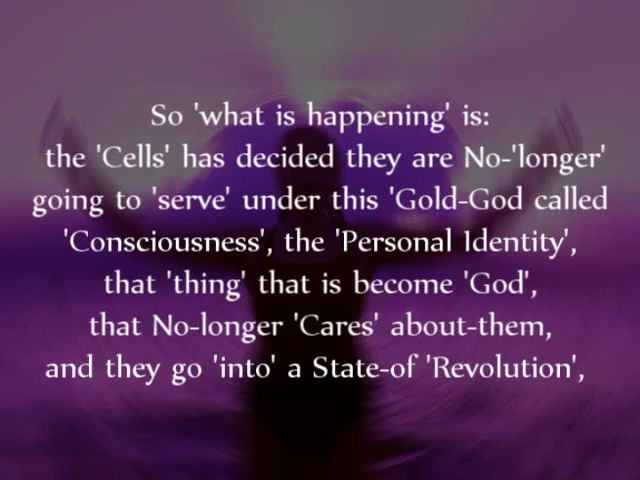 So 'what is happening' is:
the 'Cells' has decided they are No-'longer'
going to 'serve' under this 'Gold-God called
'Consciousness', the 'Personal Identity',
that 'thing' that is become 'God',
that No-longer 'Cares' about-them,
and they go 'into' a State-of 'Revolution',